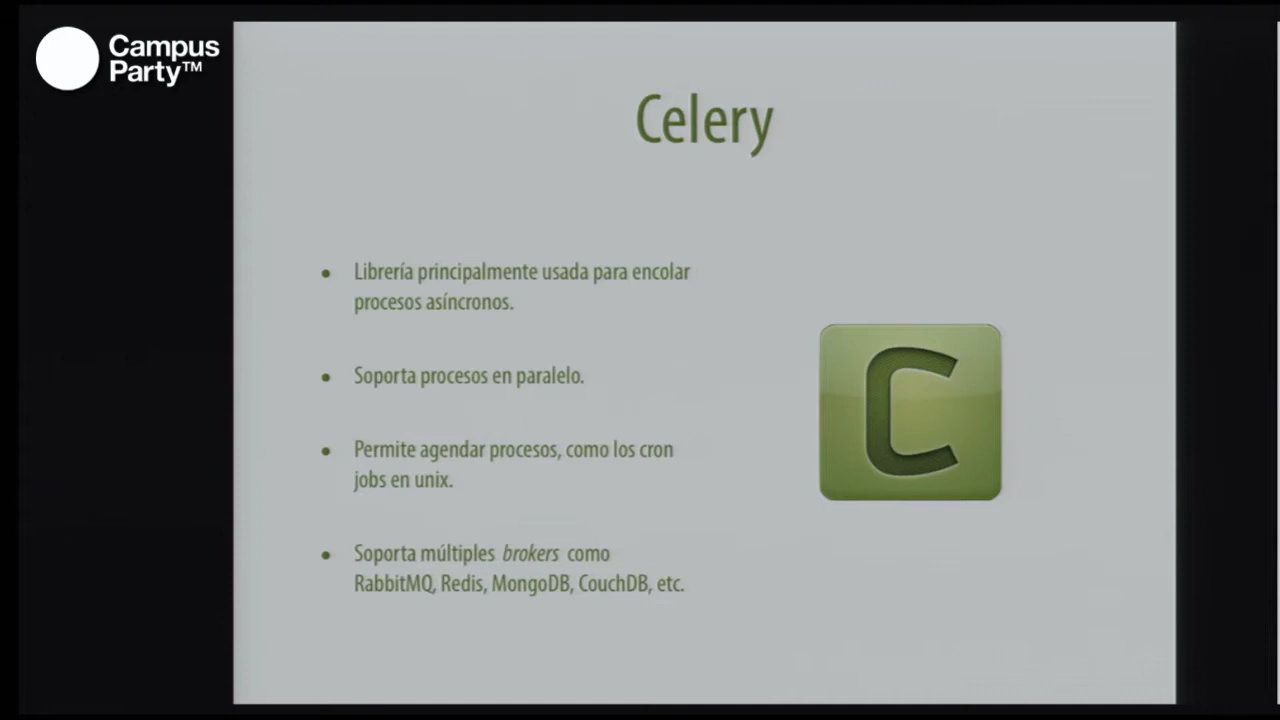 Campus
Party™
Celery
• Librería principalmente usada para encolar
procesos asíncronos.
• Soporta procesos en paralelo.
• Permite agendar procesos, como los cron
jobs en unix.
• Soporta múltiples brokers como
RabbitMQ, Redis, MongoDB, CouchDB, etc.
C